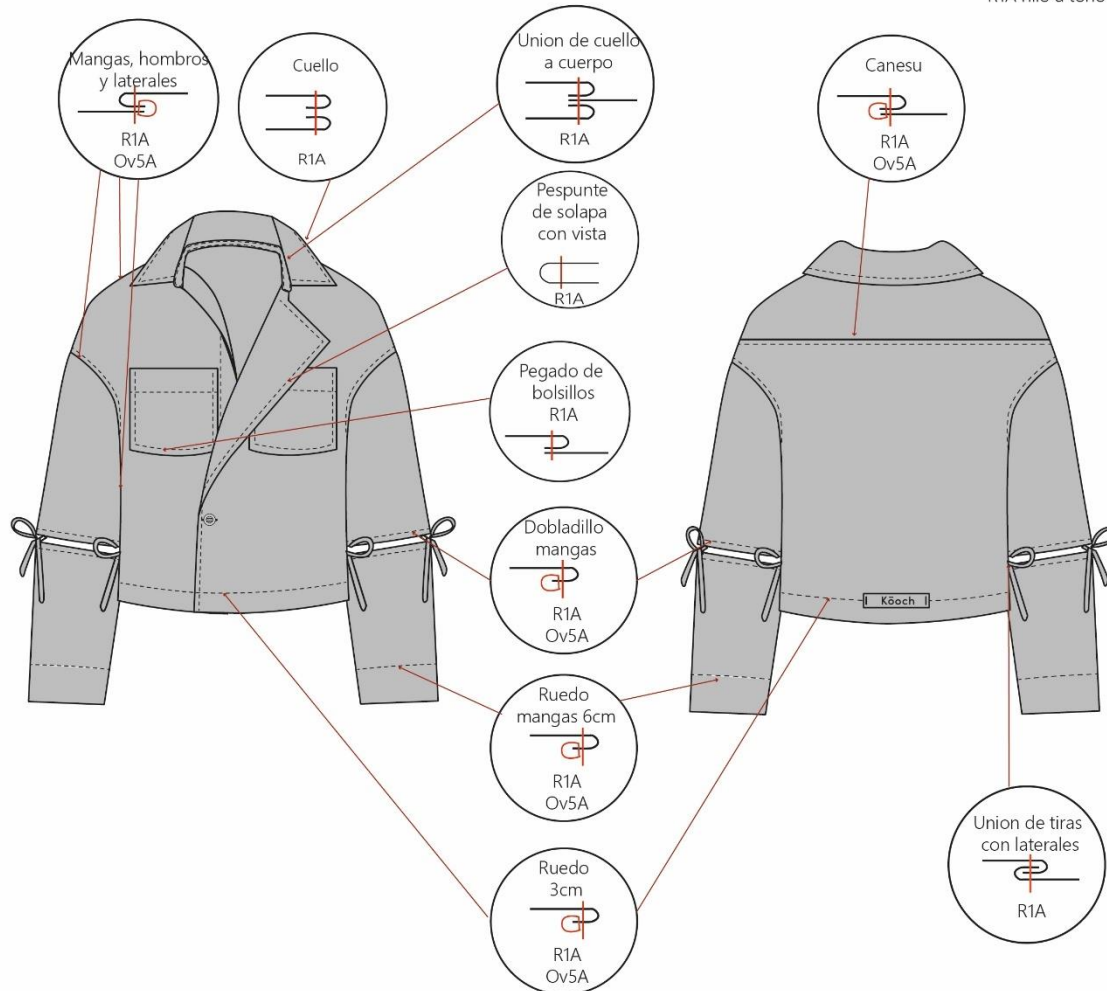 hilo a tono
Mangas, hombros
y laterales
R1A
Ov5A
Cuello
R1A
Union de cuello
a cuerpo
R1A
Canesu
R1A
Ov5A
Pespunte
de solapa
con vista
R1A
Pegado de
bolsillos
R1A
Dobladillo
mangas
R1A
Ov5A
Köoch
Ruedo
mangas 6cm
R1A
Ov5A
Union de tiras
con laterales
R1A
Ruedo
3cm
R1A
Ov5A